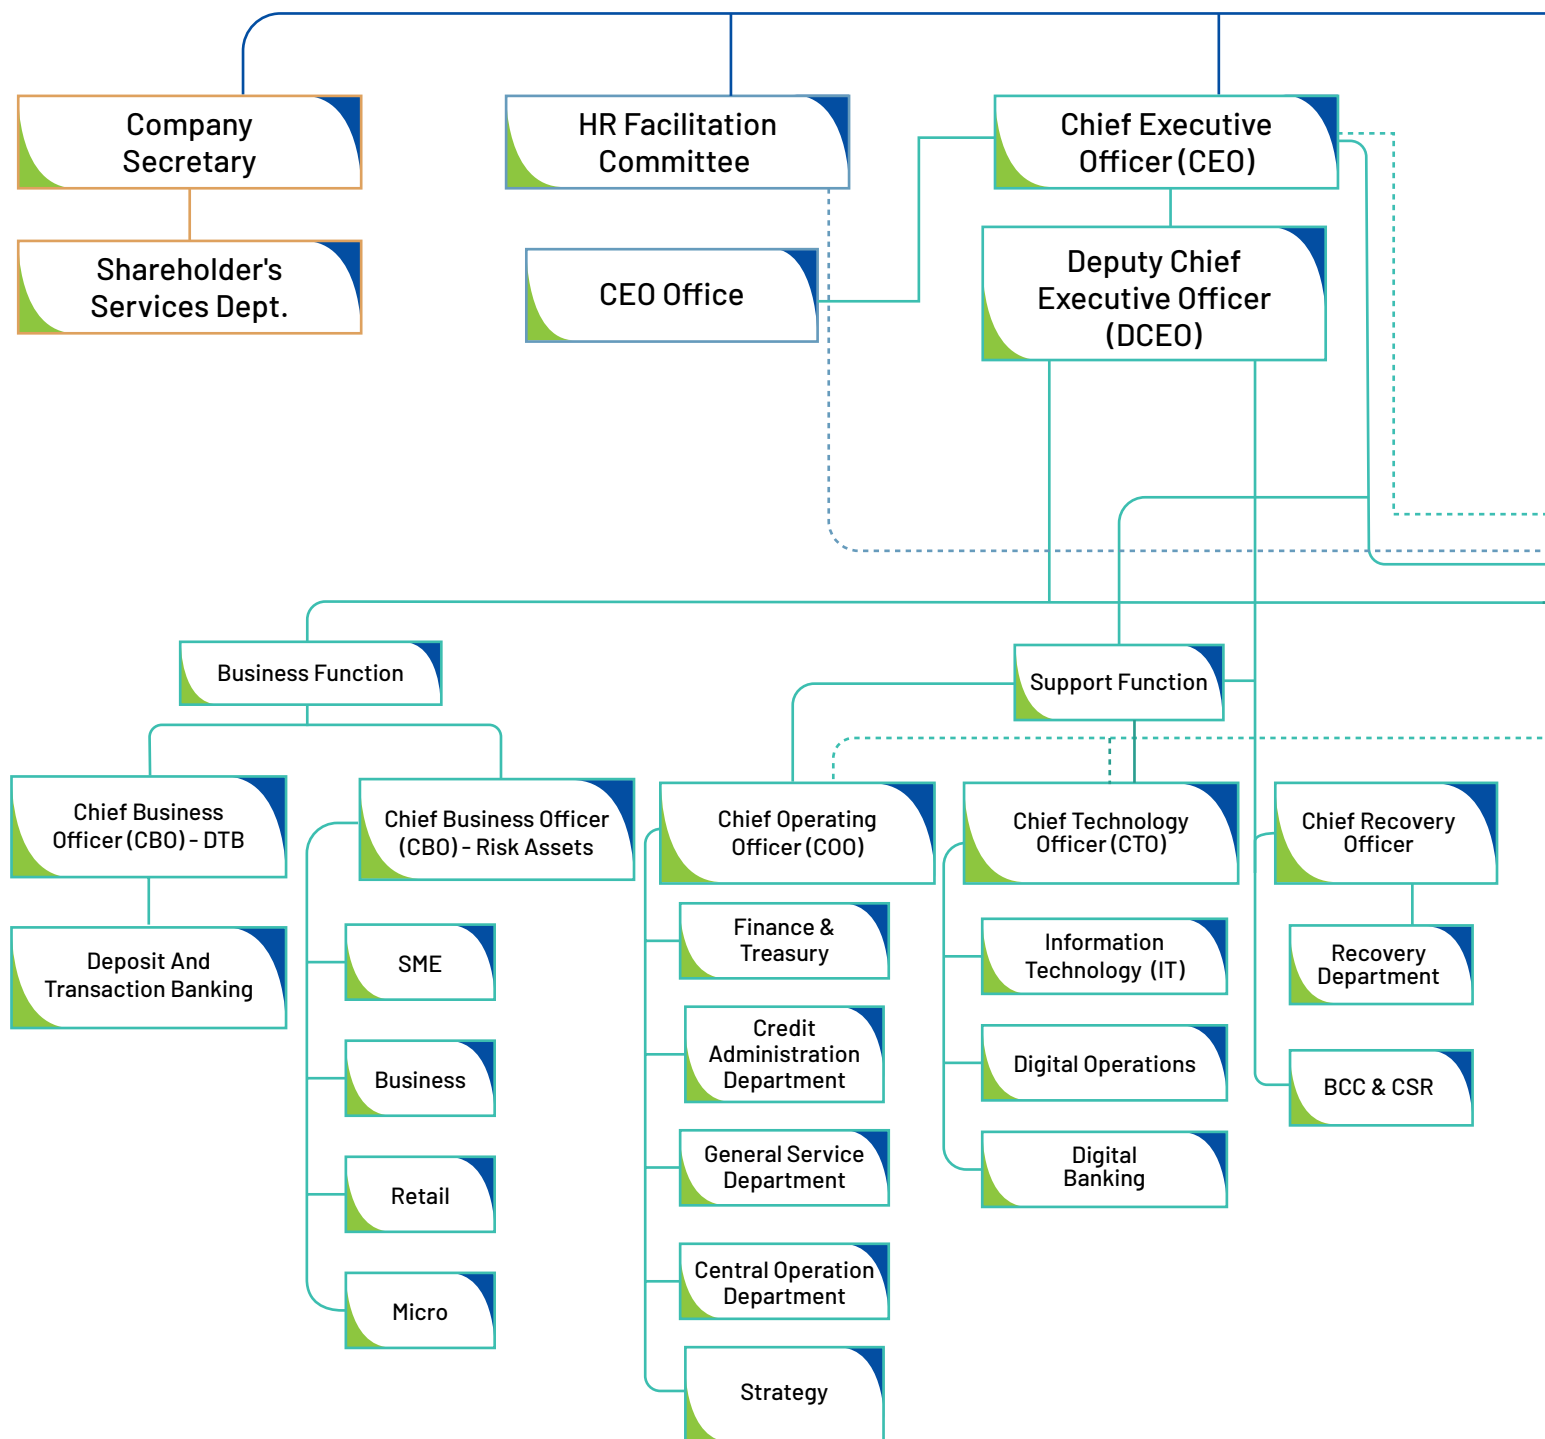 Company
Secretary
HR Facilitation
Committee
Chief Executive
Officer (CEO)
Shareholder's
Services Dept.
CEO Office
Deputy Chief
Executive Officer
(DCEO)
Business Function
Support Function
Chief Business
Officer (CBO) - DTB
Chief Business Officer
(CBO) - Risk Assets
Chief Operating
Officer (COO)
Chief Technology
Officer (CTO)
Chief Recovery
Officer
Deposit And
Transaction Banking
SME
Business
Retail
Micro
Finance &
Treasury
Credit
Administration
Department
General Service
Department
Central Operation
Department
Strategy
Information
Technology (IT)
Digital Operations
Digital
Banking
Recovery
Department
BCC & CSR